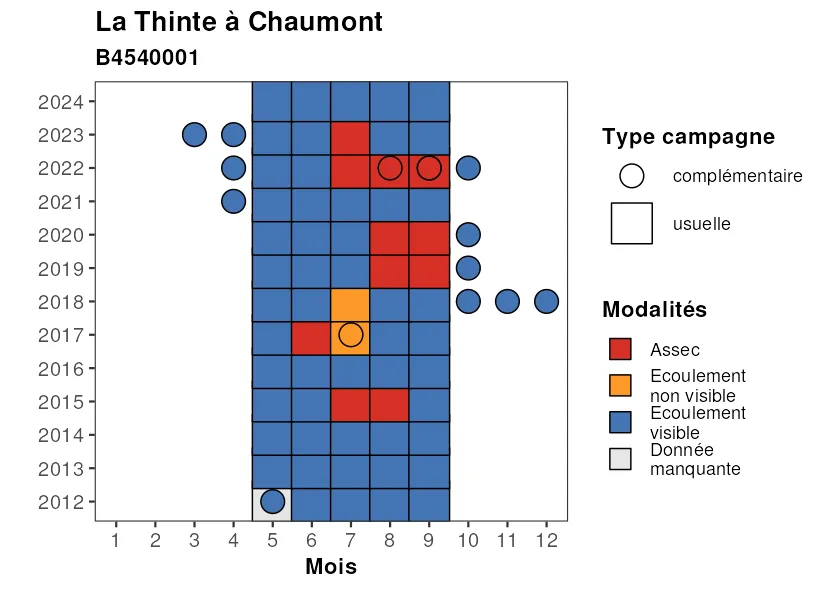 La Thinte à Chaumont
B4540001
2024
2023
2022
2021
2020
2019
2018
2017
2016
2015
2014
2013
2012
1 2 3 4 5 6 7 8 9 10 11 12
Mois
Type campagne
complémentaire
usuelle
Modalités
Assec
Ecoulement
non visible
Ecoulement
visible
Donnée
manquante